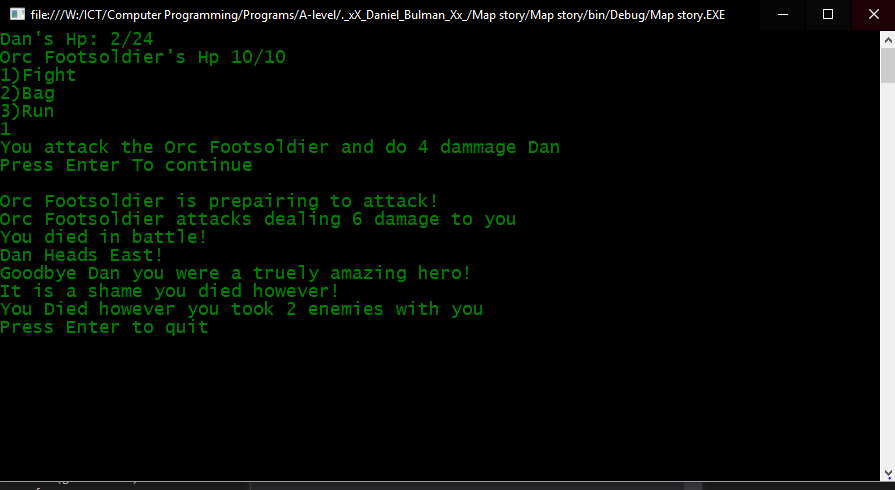 file:///W:/ICT/Computer Programming/Programs/A-level/._xX_Daniel_Bulman_Xx_/Map story/Map story/bin/Debug/Map story.EXE
Dan's Hp: 2/24
Orc Footsoldier's Hp 10/10
1)Fight
2)Bag
3)Run
1
You attack the Orc Footsoldier and do 4 dammage Dan
Press Enter To continue
Orc Footsoldier is prepairing to attack!
Orc Footsoldier attacks dealing 6 damage to you
You died in battle!
Dan Heads East!
Goodbye Dan you were a truely amazing hero!
It is a shame you died however!
You Died however you took 2 enemies with you
Press Enter to quit